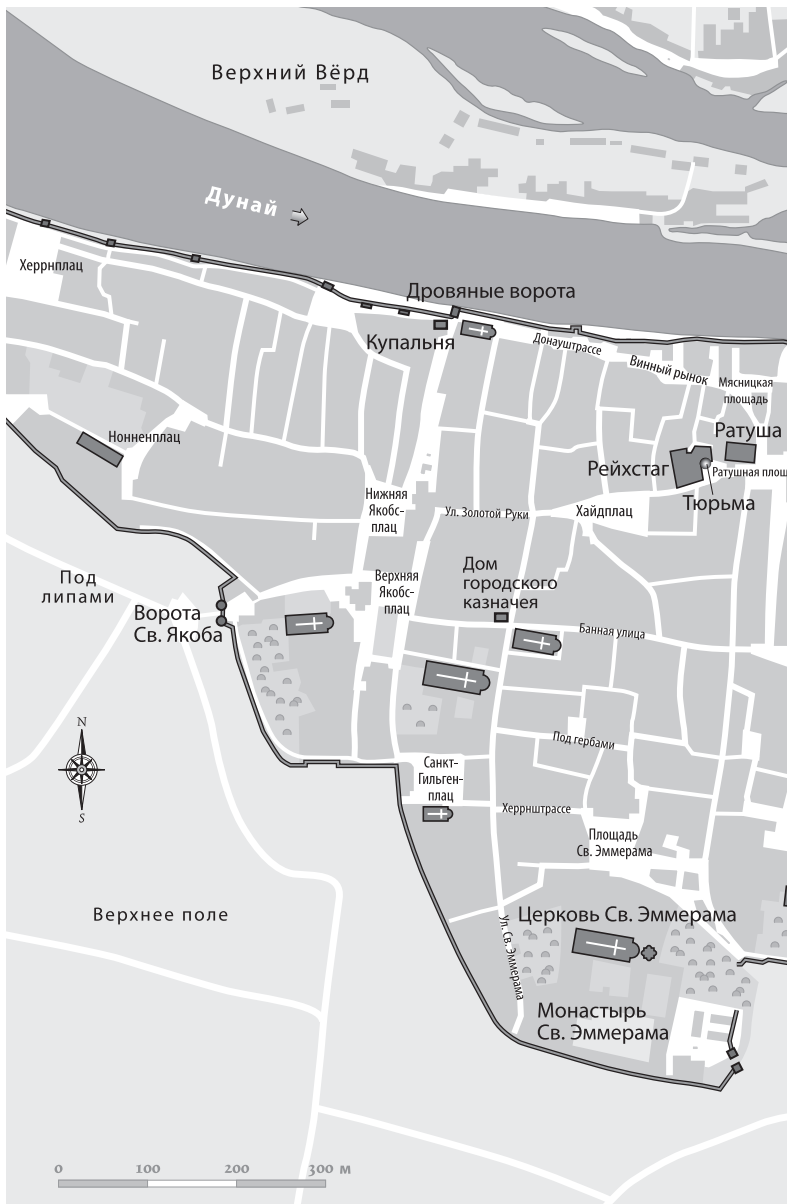 Верхний Вёрд
Дунай
Херрнплац
Дровяные ворота
Купальня
Донауштрассе
Винный рынок
Мясницкая
площадь
Нонненплац
Ратуша
Рейхстаг
Ратушная площ
Тюрьма
Нижняя
Якобс-
плац
Ул. Золотой Руки
Хайдплац
Под
липами
Ворота
Св. Якоба
Верхняя
Якобс-
плац
Дом
городского
казначея
Банная улица
N
S
Под гербами
Санкт-
Гильген-
плац
Херрнштрассе
Площадь
Св. Эммерама
Верхнее поле
Церковь Св. Эммерама
Ул. Св. Эммерама
Монастырь
Св. Эммерама
0 100 200 300 м